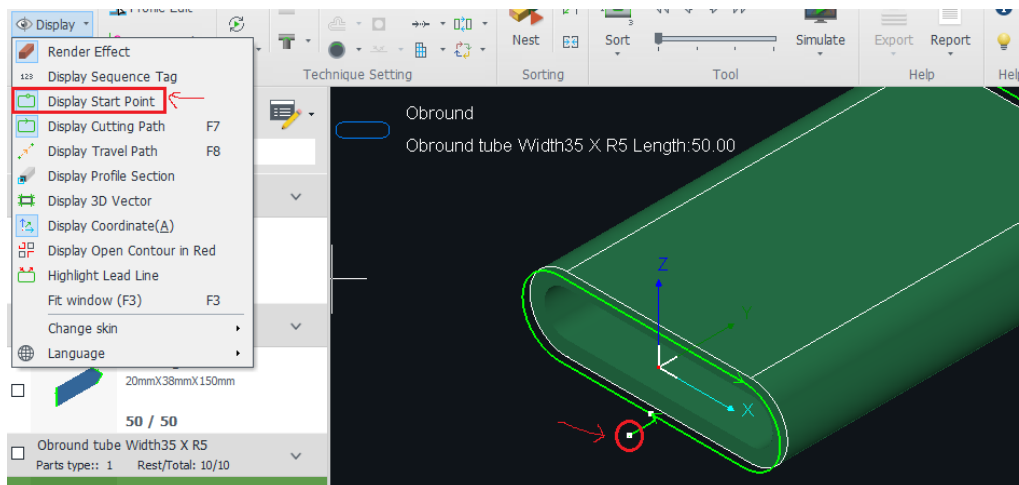 Display
Profile Edit
Render Effect
123 Display Sequence Tag
Display Start Point
Display Cutting Path F7
Display Travel Path F8
Display Profile Section
Display 3D Vector
Display Coordinate(A)
Display Open Contour in Red
Highlight Lead Line
Fit window (F3) F3
Change skin
Language
Technique Setting
Nest
Sort
3
Simulate
Export
Report
Sorting
Tool
Help
Help
Obround
Obround tube Width35 X R5 Length:50.00
Z
Y
X
20mmX38mmX150mm
50 / 50
Obround tube Width35 X R5
Parts type:: 1 Rest/Total: 10/10